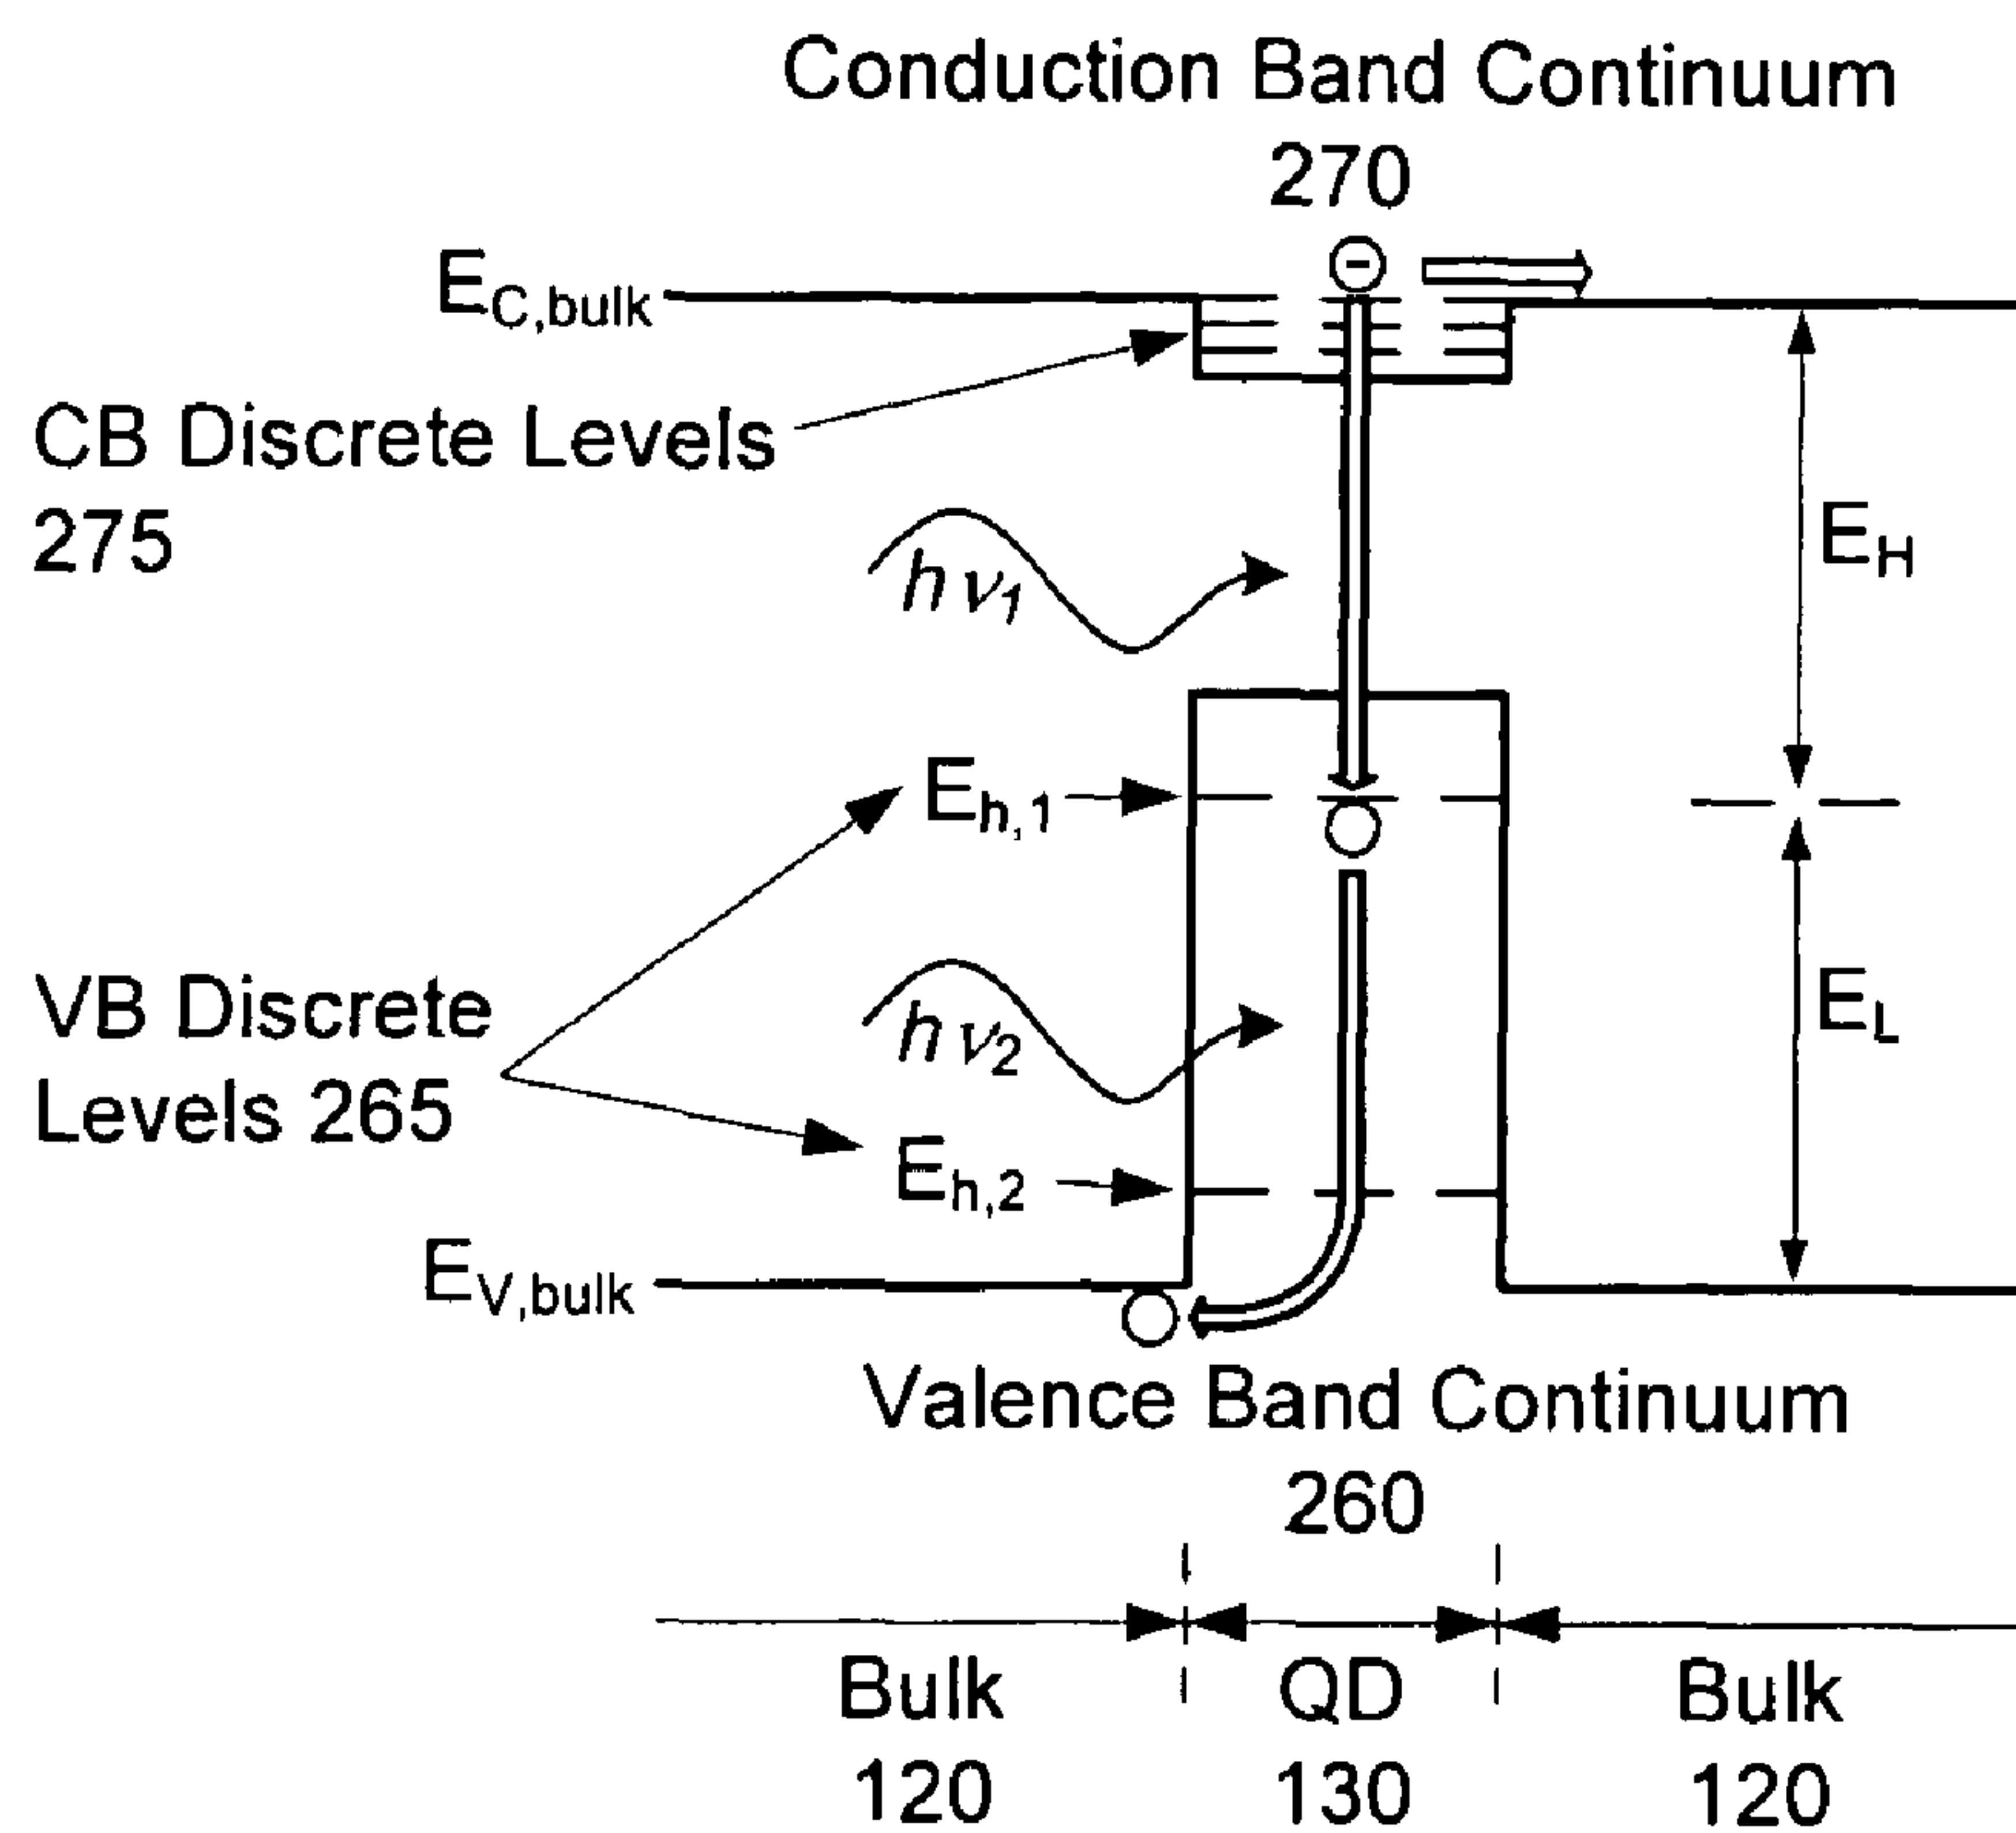 Conduction Band Continuum
270
E_C,bulk
CB Discrete Levels
275
hν₁
E_H
E_h,1
VB Discrete
Levels 265
hν₂
E_L
E_h,2
E_V,bulk
Valence Band Continuum
260
Bulk QD Bulk
120 130 120